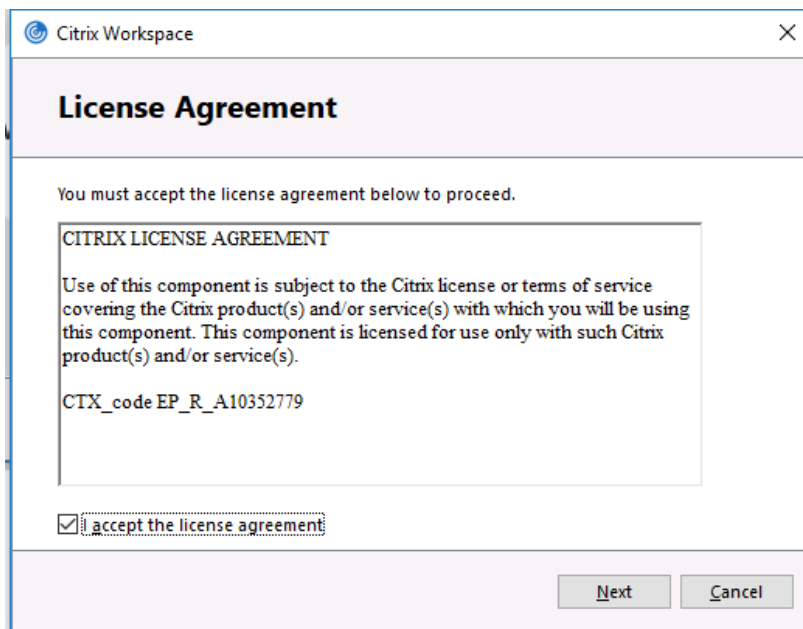 Citrix Workspace
License Agreement
You must accept the license agreement below to proceed.
CITRIX LICENSE AGREEMENT
Use of this component is subject to the Citrix license or terms of service
covering the Citrix product(s) and/or service(s) with which you will be using
this component. This component is licensed for use only with such Citrix
product(s) and/or service(s).
CTX_code EP_R_A10352779
I accept the license agreement
Next
Cancel